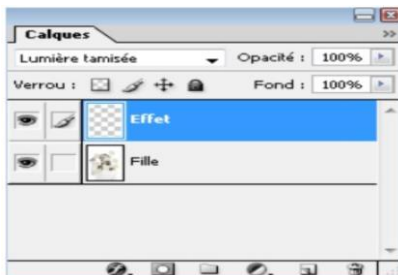 Calques
Lumière tamisée Opacité : 100%
Verrou : Fond : 100%
Effet
Fille